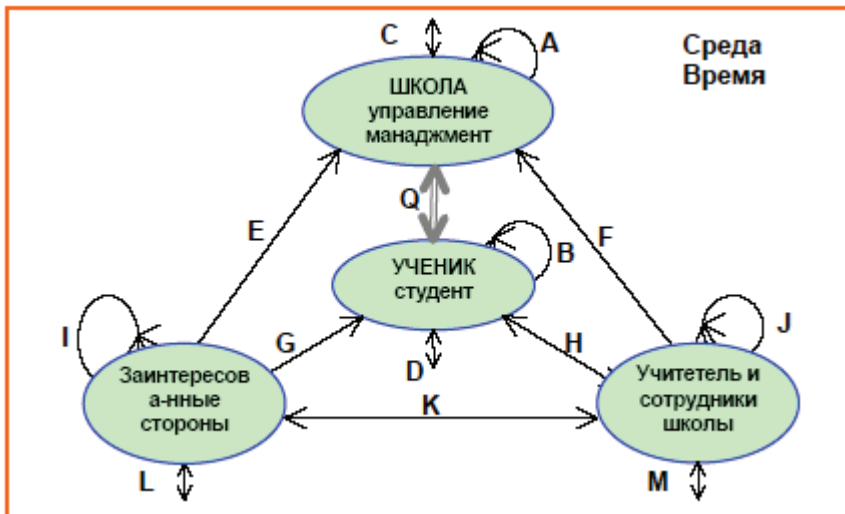 C
A
Среда
Время
ШКОЛА
управление
манаджмент
Q
E
F
УЧЕНИК
студент
B
I
G
D
H
J
Заинтересов
а-нные
стороны
K
Учитетель и
сотрудники
школы
L
M